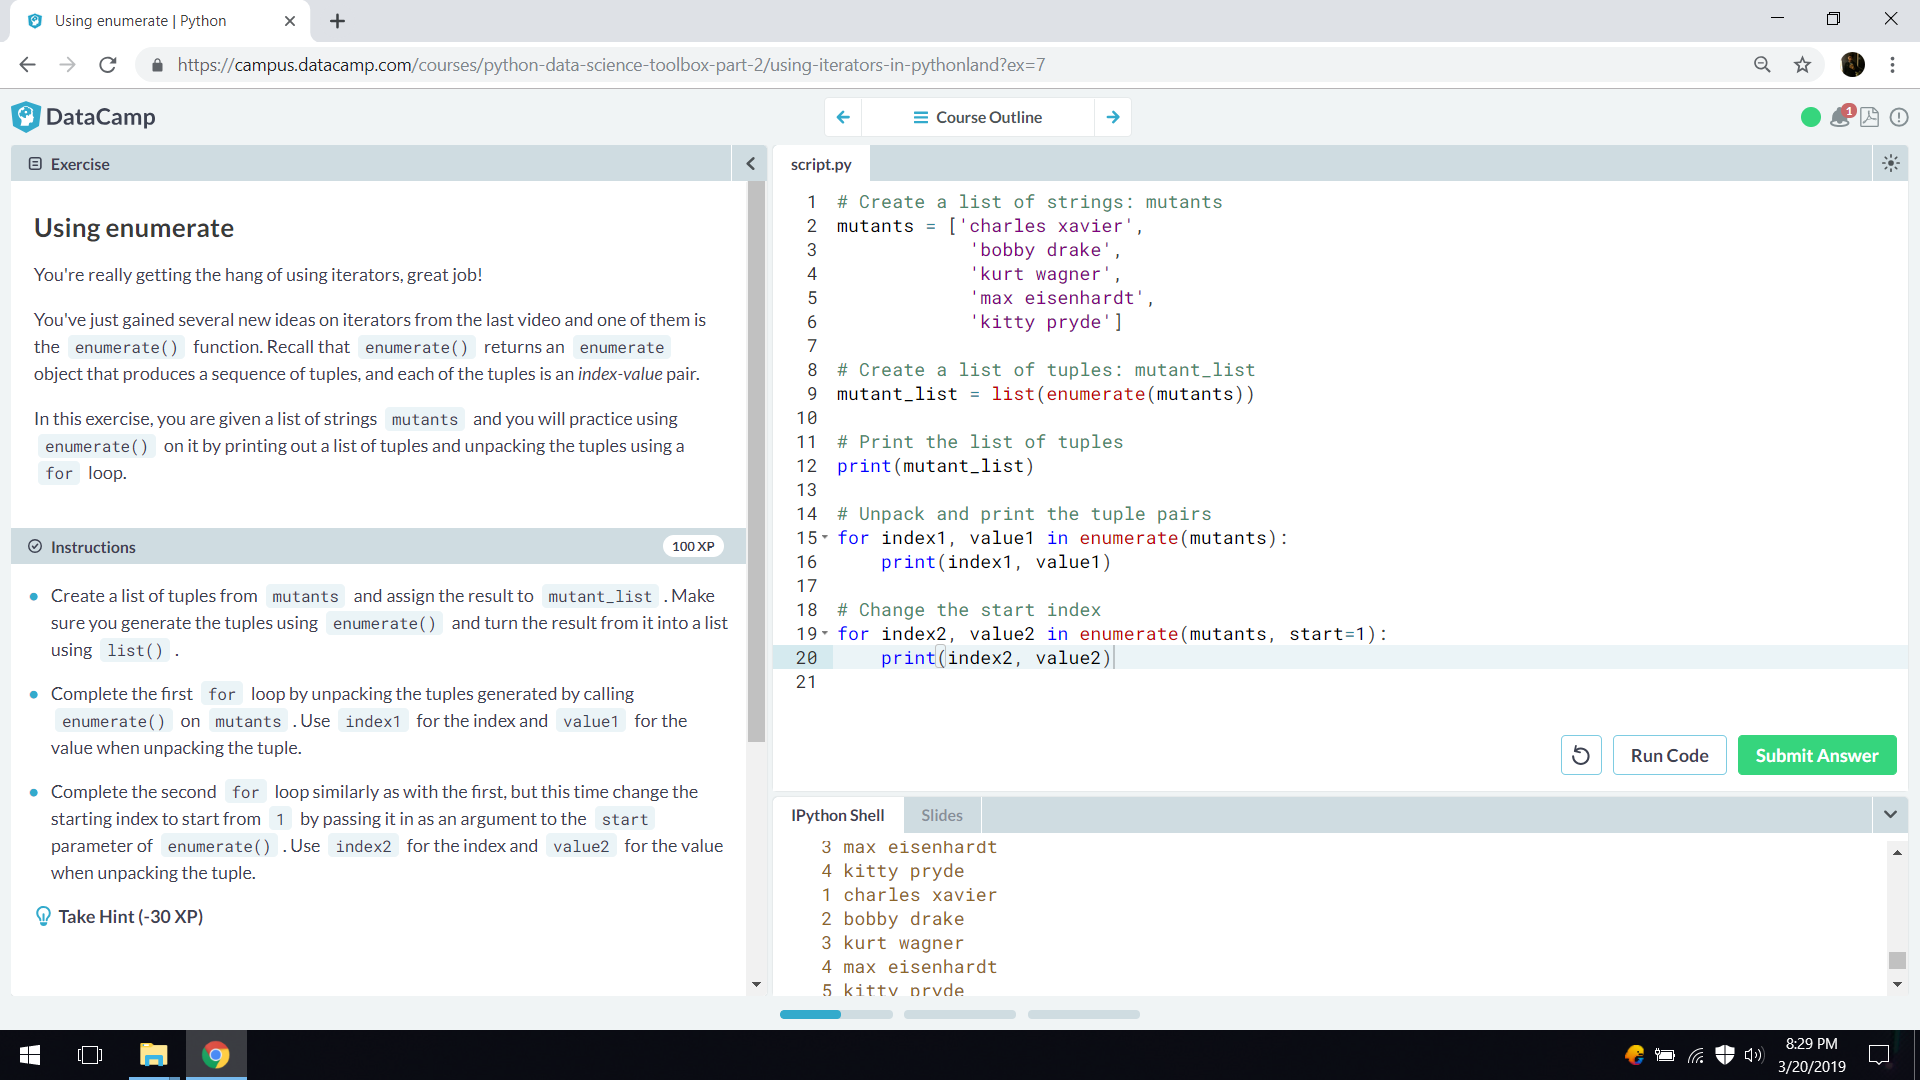 Using enumerate | Python
https://campus.datacamp.com/courses/python-data-science-toolbox-part-2/using-iterators-in-pythonland?ex=7
DataCamp
Course Outline
1
Exercise
Using enumerate
You're really getting the hang of using iterators, great job!
You've just gained several new ideas on iterators from the last video and one of them is
the enumerate() function. Recall that enumerate() returns an enumerate
object that produces a sequence of tuples, and each of the tuples is an index-value pair.
In this exercise, you are given a list of strings mutants and you will practice using
enumerate() on it by printing out a list of tuples and unpacking the tuples using a
for loop.
Instructions
100 XP
Create a list of tuples from mutants and assign the result to mutant_list . Make
sure you generate the tuples using enumerate() and turn the result from it into a list
using list() .
Complete the first for loop by unpacking the tuples generated by calling
enumerate() on mutants . Use index1 for the index and value1 for the
value when unpacking the tuple.
Complete the second for loop similarly as with the first, but this time change the
starting index to start from 1 by passing it in as an argument to the start
parameter of enumerate() . Use index2 for the index and value2 for the value
when unpacking the tuple.
Take Hint (-30 XP)
script.py
1 # Create a list of strings: mutants
2 mutants = ['charles xavier',
3 'bobby drake',
4 'kurt wagner',
5 'max eisenhardt',
6 'kitty pryde']
7
8 # Create a list of tuples: mutant_list
9 mutant_list = list(enumerate(mutants))
10
11 # Print the list of tuples
12 print(mutant_list)
13
14 # Unpack and print the tuple pairs
15 for index1, value1 in enumerate(mutants):
16 print(index1, value1)
17
18 # Change the start index
19 for index2, value2 in enumerate(mutants, start=1):
20 print(index2, value2)
21
Run Code
Submit Answer
IPython Shell
Slides
3 max eisenhardt
4 kitty pryde
1 charles xavier
2 bobby drake
3 kurt wagner
4 max eisenhardt
5 kitty pryde
8:29 PM
3/20/2019